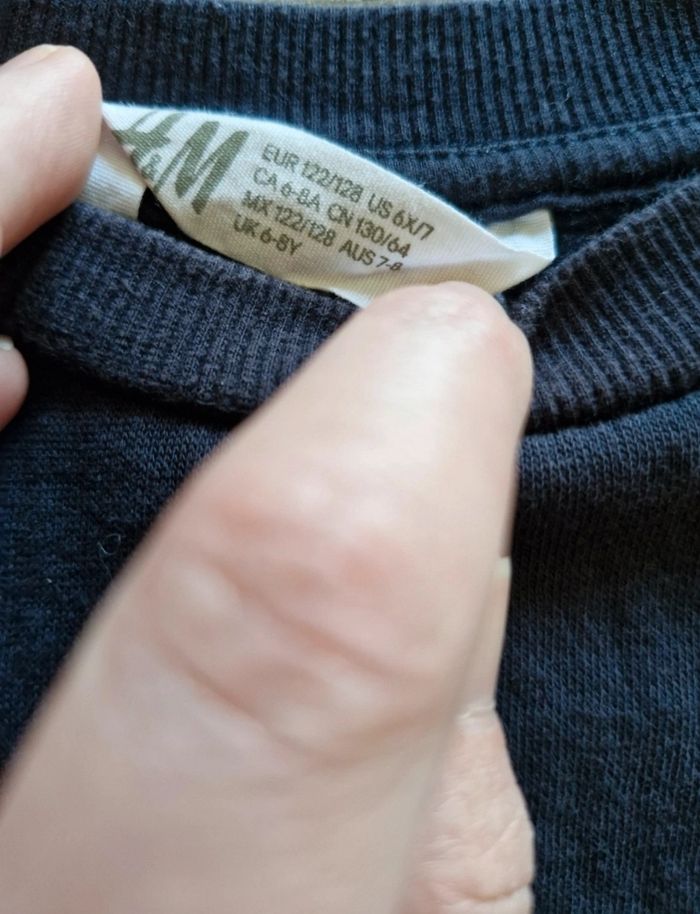 H&M
EUR 122/128 US 6X/7
CA 6-8A CN 130/64
MX 122/128 AUS 7-8
UK 6-8Y